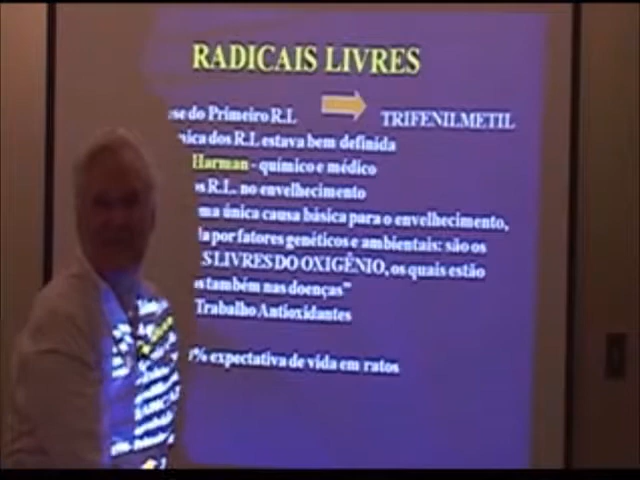 RADICAIS LIVRES
se do Primeiro R.L TRIFENILMETIL
ica dos R.L estava bem definida
Harman - químico e médico
s R.L. no envelhecimento
ma única causa básica para o envelhecimento,
a por fatores genéticos e ambientais: são os
S LIVRES DO OXIGÊNIO, os quais estão
s também nas doenças”
Trabalho Antioxidantes
% expectativa de vida em ratos